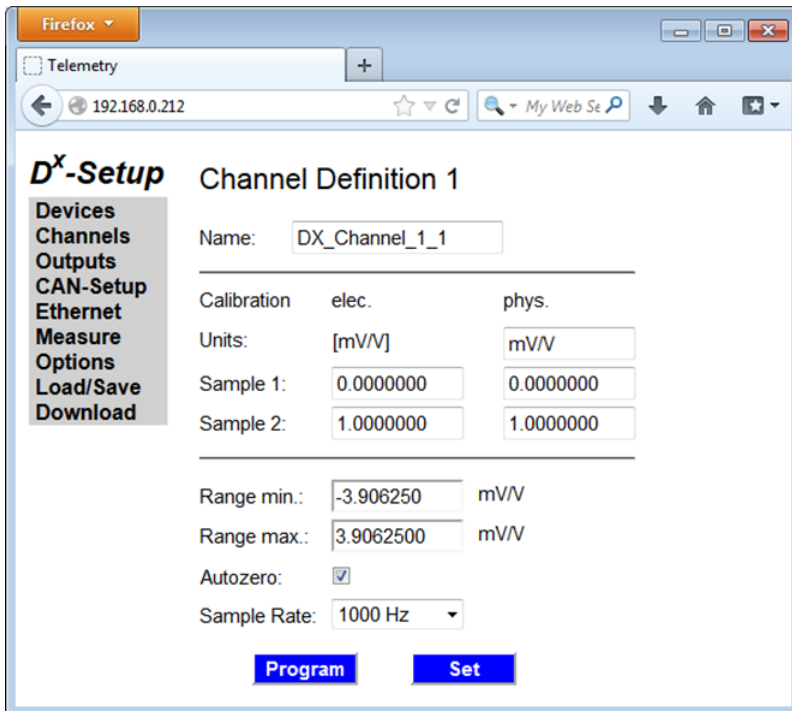 Firefox
Telemetry
192.168.0.212
My Web Se
D^x-Setup
Devices
Channels
Outputs
CAN-Setup
Ethernet
Measure
Options
Load/Save
Download
Channel Definition 1
Name: DX_Channel_1_1
Calibration elec. phys.
Units: [mV/V] mV/V
Sample 1: 0.0000000 0.0000000
Sample 2: 1.0000000 1.0000000
Range min.: -3.906250 mV/V
Range max.: 3.9062500 mV/V
Autozero:
Sample Rate: 1000 Hz
Program Set